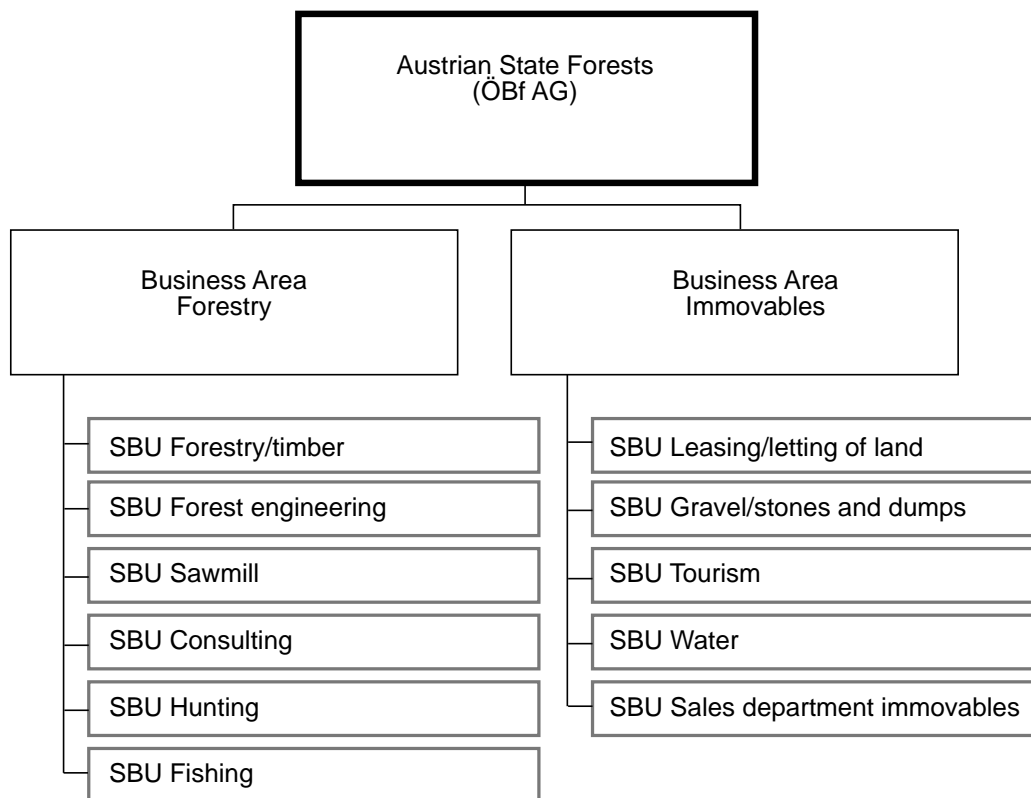 Austrian State Forests
(ÖBf AG)
Business Area
Forestry
Business Area
Immovables
SBU Forestry/timber
SBU Forest engineering
SBU Sawmill
SBU Consulting
SBU Hunting
SBU Fishing
SBU Leasing/letting of land
SBU Gravel/stones and dumps
SBU Tourism
SBU Water
SBU Sales department immovables